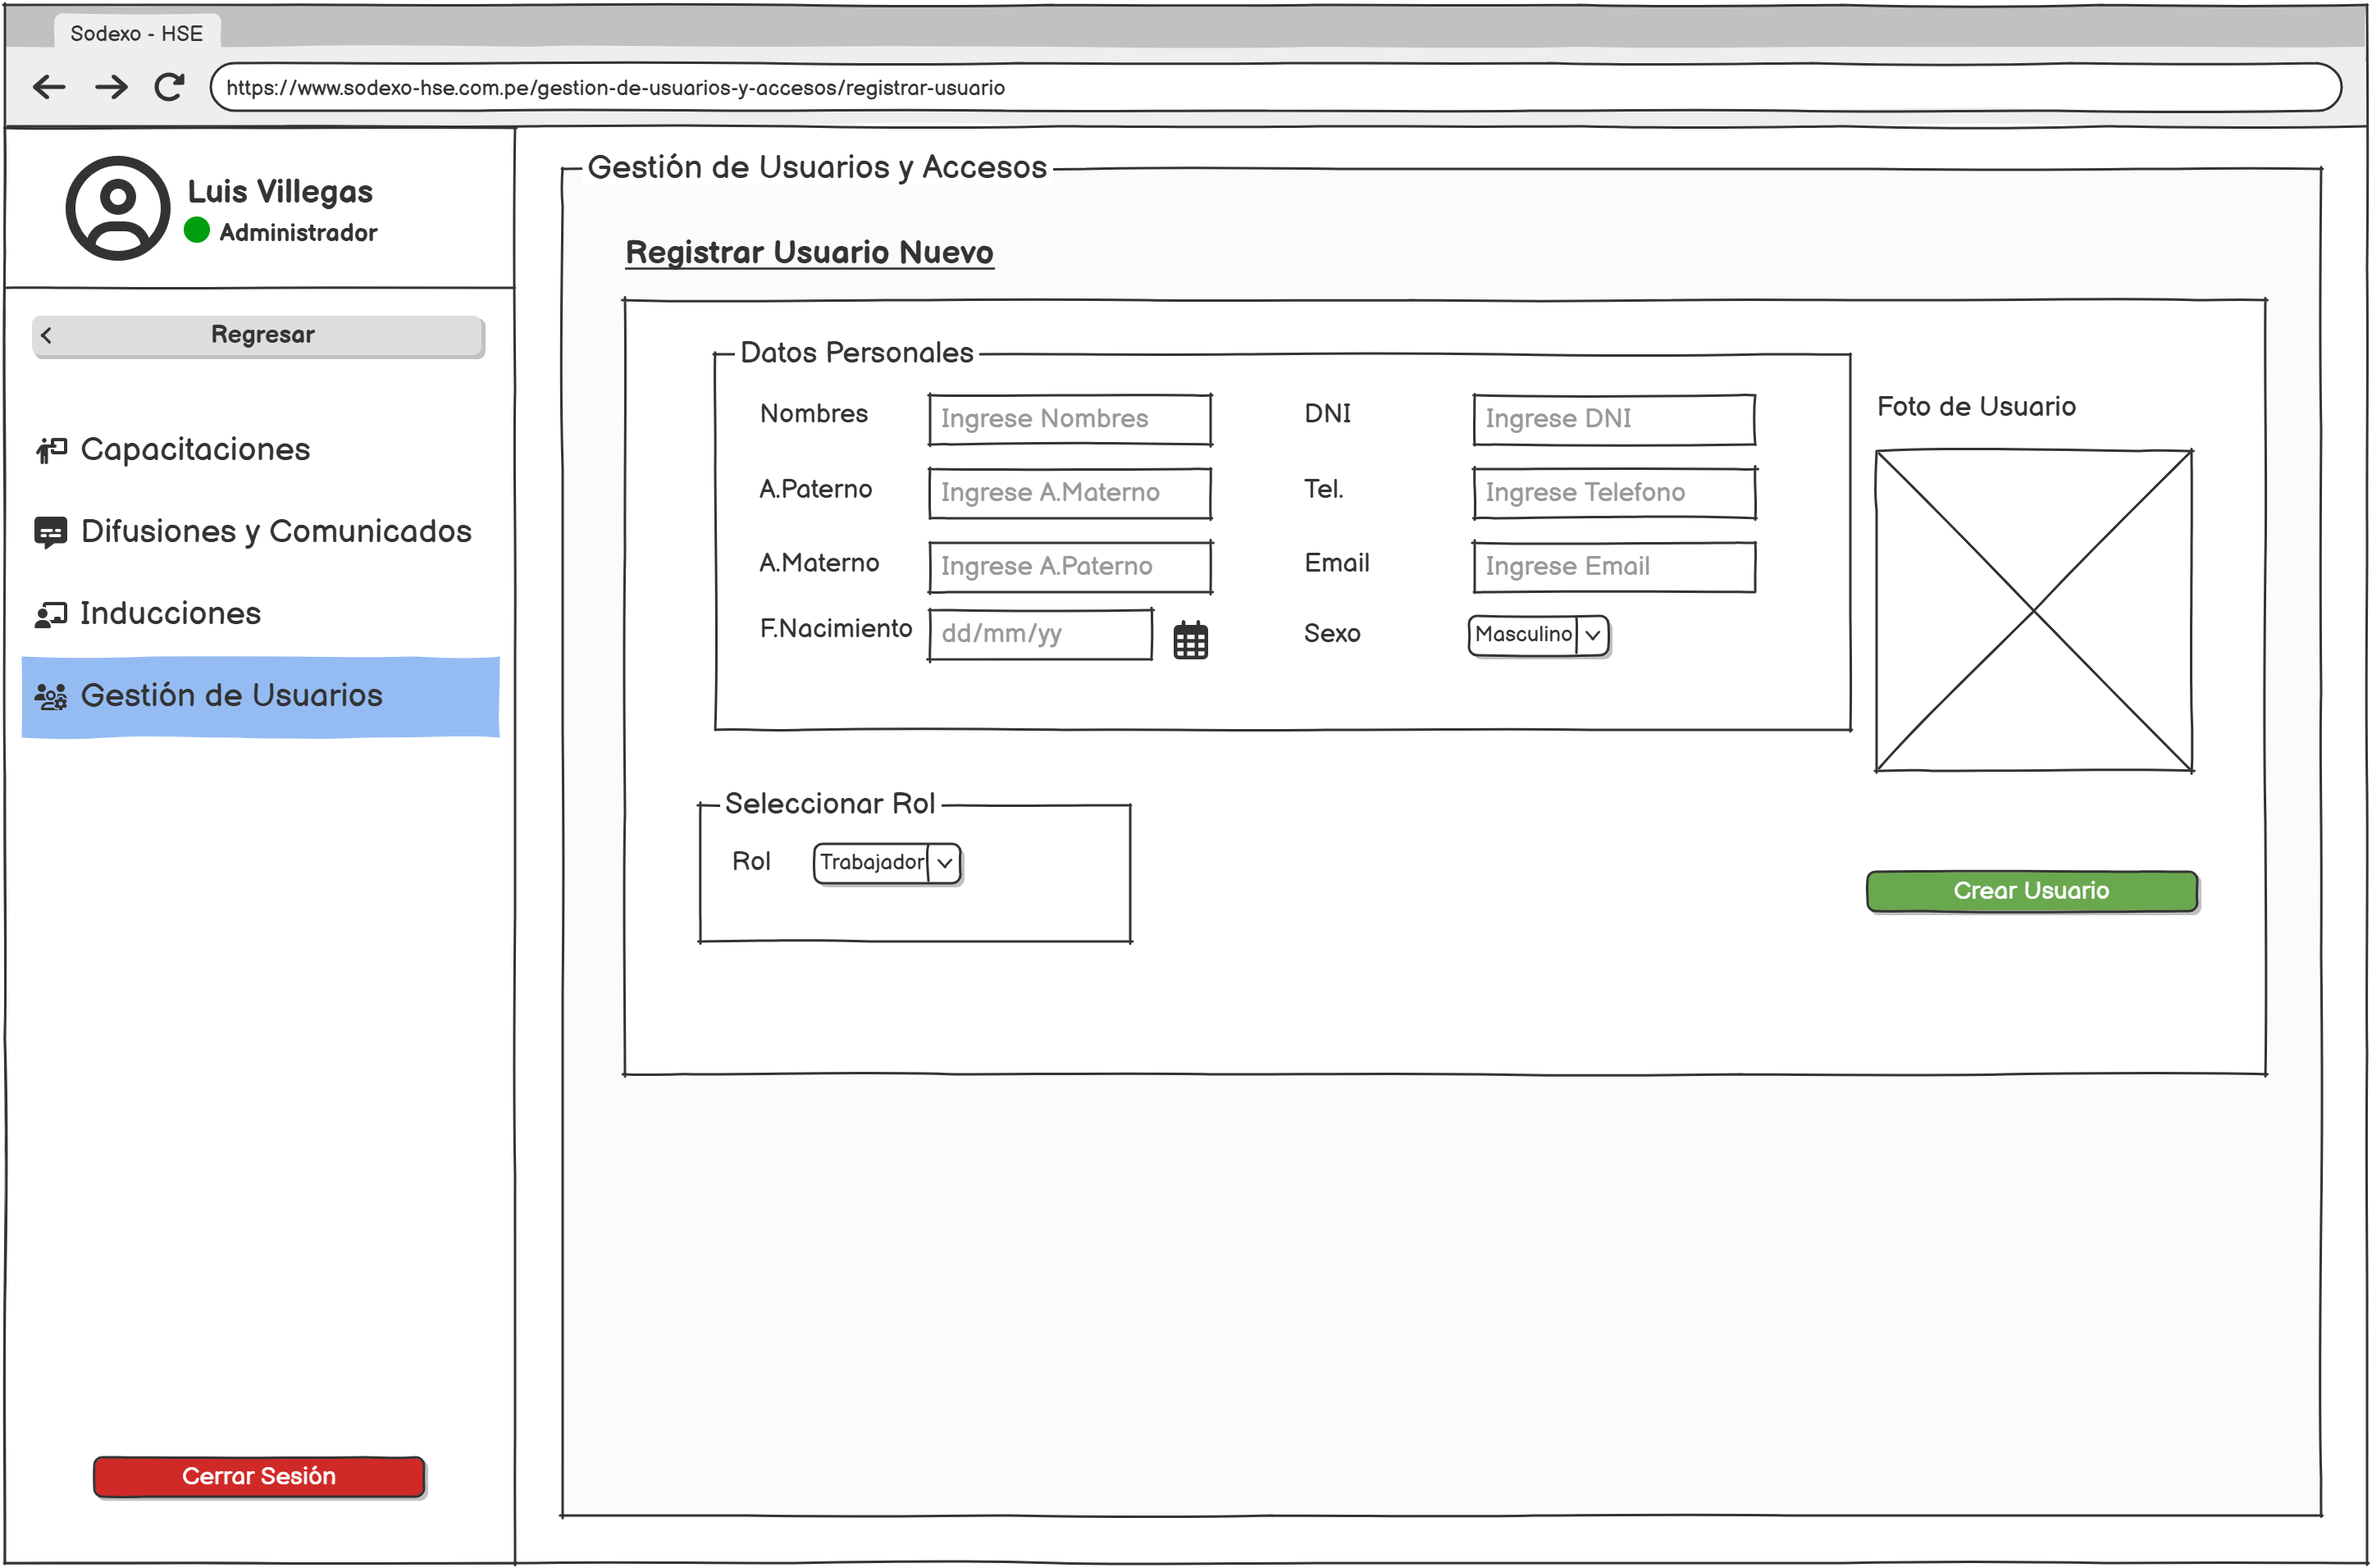 Sodexo - HSE
https://www.sodexo-hse.com.pe/gestion-de-usuarios-y-accesos/registrar-usuario
Luis Villegas
Administrador
Regresar
Capacitaciones
Difusiones y Comunicados
Inducciones
Gestión de Usuarios
Cerrar Sesión
Gestión de Usuarios y Accesos
Registrar Usuario Nuevo
Datos Personales
Nombres Ingrese Nombres DNI Ingrese DNI
A.Paterno Ingrese A.Materno Tel. Ingrese Telefono
A.Materno Ingrese A.Paterno Email Ingrese Email
F.Nacimiento dd/mm/yy Sexo Masculino
Foto de Usuario
Seleccionar Rol
Rol Trabajador
Crear Usuario